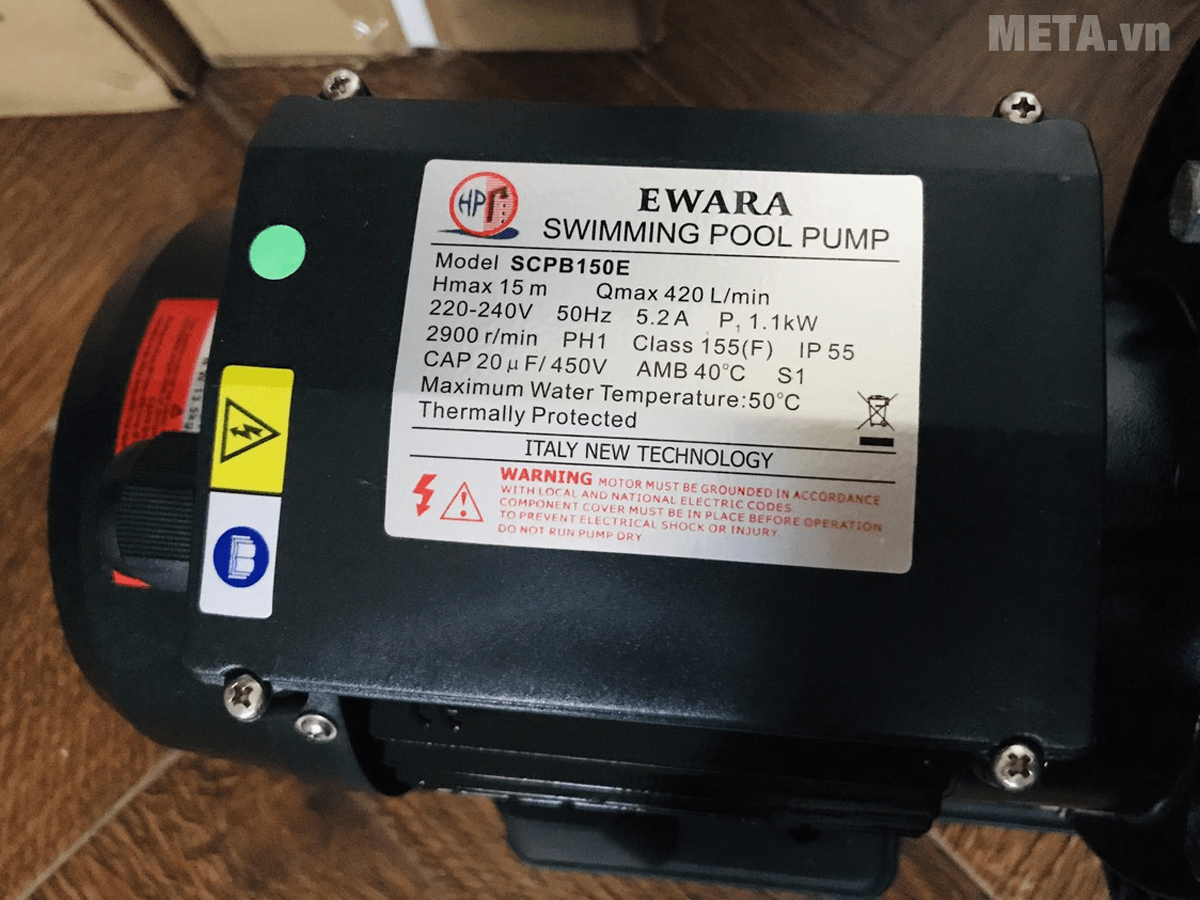 META.vn
HPT
EWARA
SWIMMING POOL PUMP
Model SCPB150E
Hmax 15 m Qmax 420 L/min
220-240V 50Hz 5.2 A P₁ 1.1kW
2900 r/min PH1 Class 155(F) IP 55
CAP 20 μF/ 450V AMB 40°C S1
Maximum Water Temperature:50°C
Thermally Protected
ITALY NEW TECHNOLOGY
WARNING MOTOR MUST BE GROUNDED IN ACCORDANCE
WITH LOCAL AND NATIONAL ELECTRIC CODES.
COMPONENT COVER MUST BE IN PLACE BEFORE OPERATION
TO PREVENT ELECTRICAL SHOCK OR INJURY.
DO NOT RUN PUMP DRY.